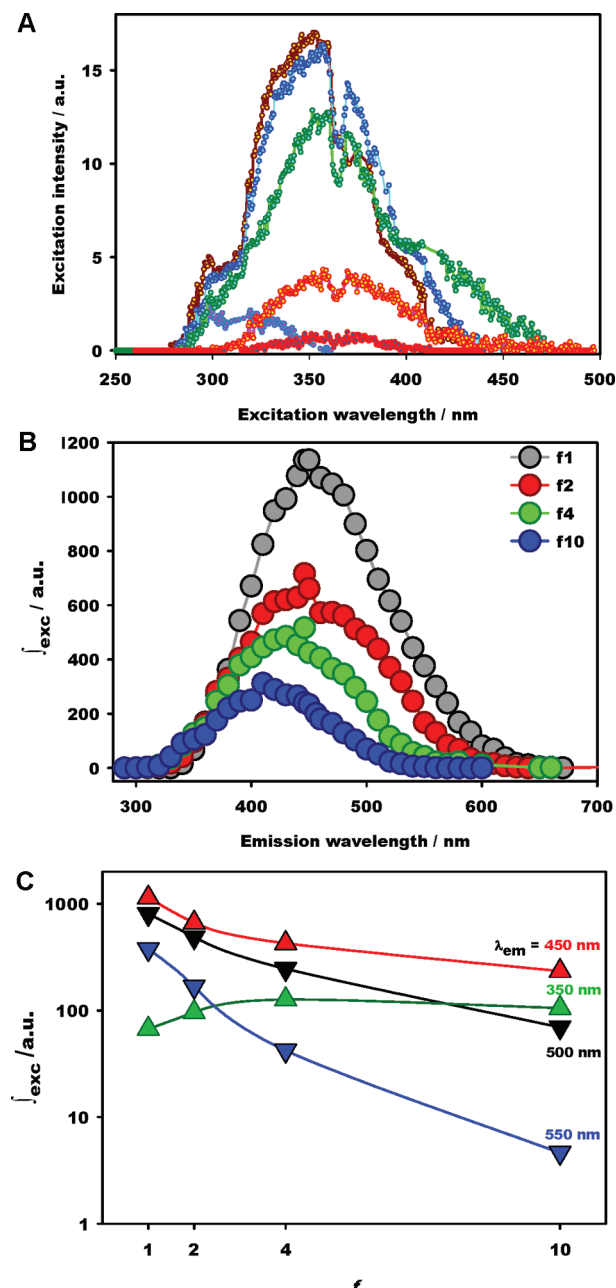 A
15
10
5
0
Excitation intensity / a.u.
250 300 350 400 450 500
Excitation wavelength / nm
B
1200
1000
800
600
400
200
0
∫exc / a.u.
f1
f2
f4
f10
300 400 500 600 700
Emission wavelength / nm
C
1000
100
10
1
∫exc /a.u.
λem = 450 nm
350 nm
500 nm
550 nm
1 2 4 10